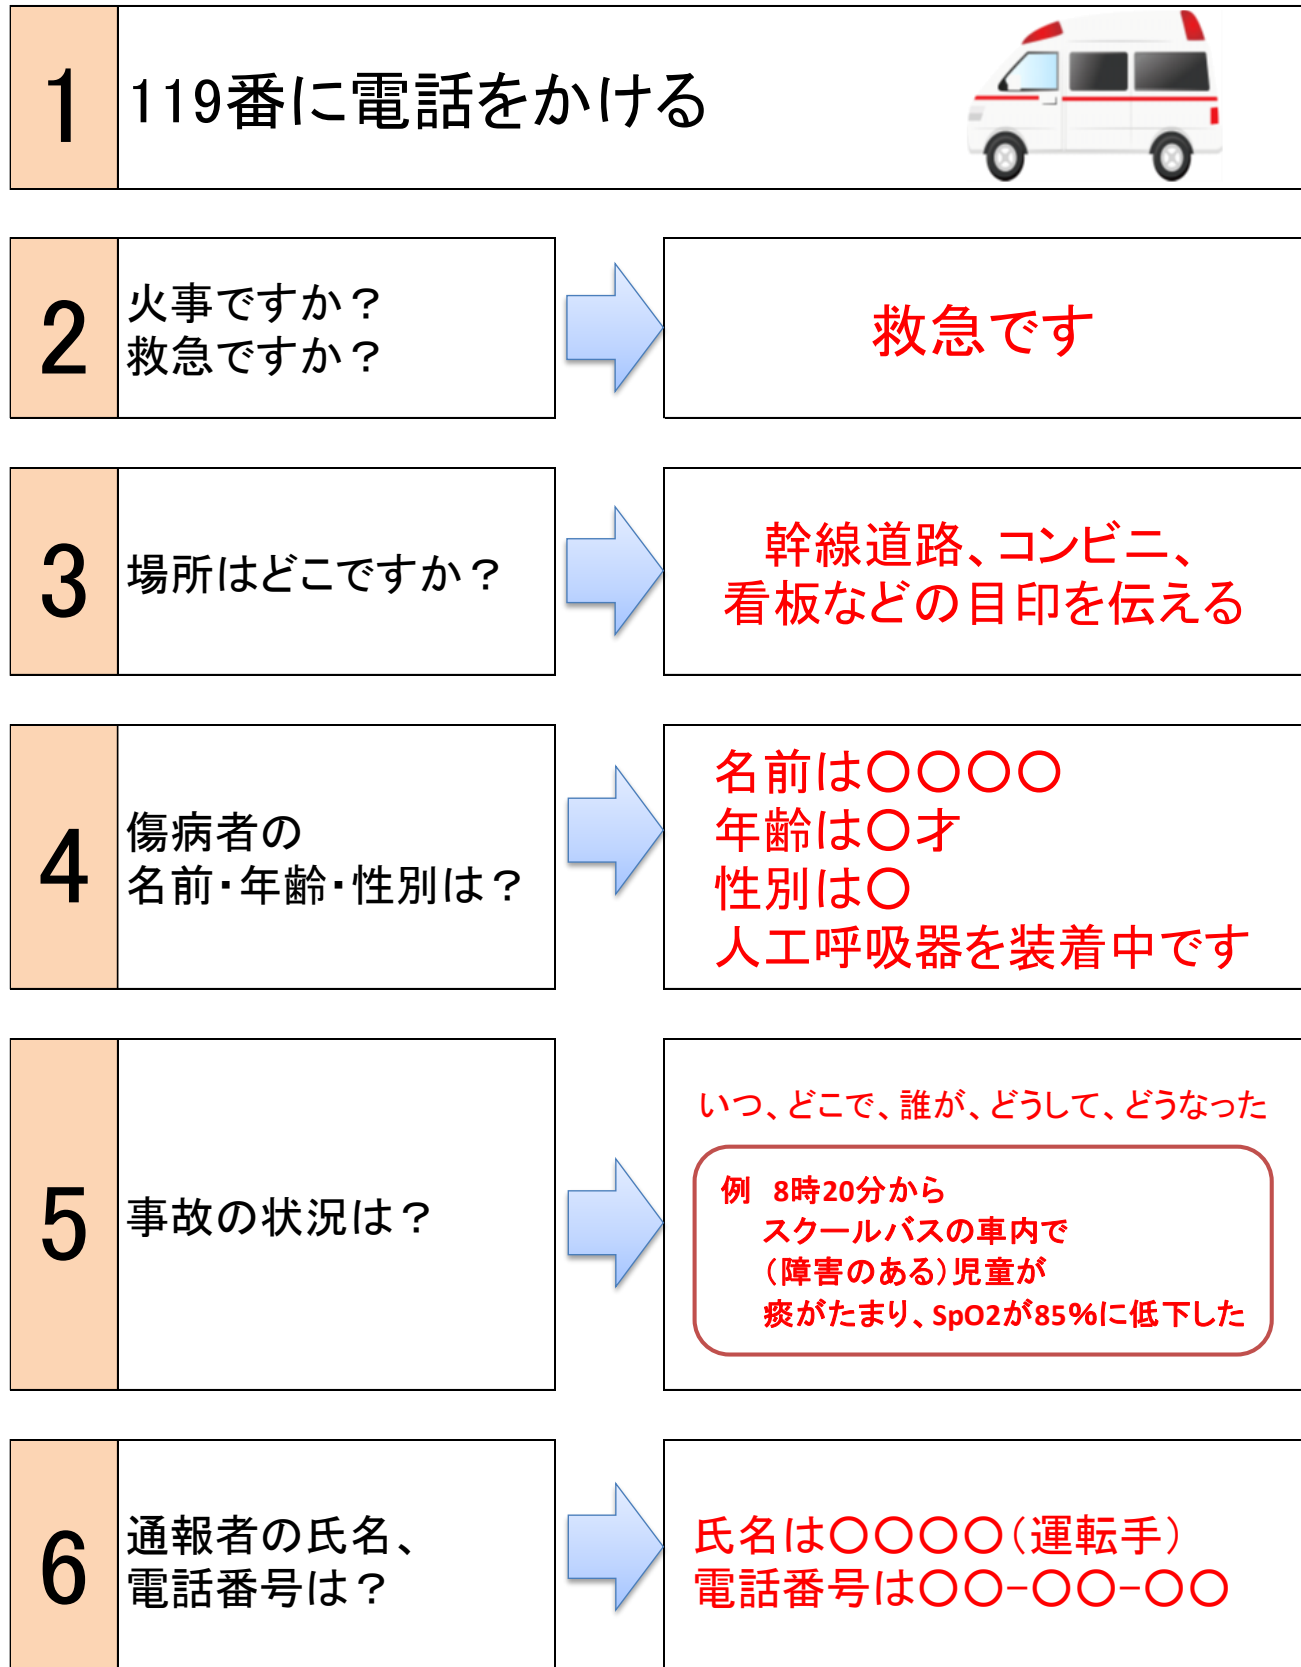 1
119番に電話をかける
2
火事ですか？
救急ですか？
救急です
3
場所はどこですか？
幹線道路、コンビニ、
看板などの目印を伝える
4
傷病者の
名前・年齢・性別は？
名前は〇〇〇〇
年齢は〇才
性別は〇
人工呼吸器を装着中です
5
事故の状況は？
いつ、どこで、誰が、どうして、どうなった
例　8時20分から
スクールバスの車内で
（障害のある）児童が
痰がたまり、SpO2が85%に低下した
6
通報者の氏名、
電話番号は？
氏名は〇〇〇〇（運転手）
電話番号は〇〇-〇〇-〇〇